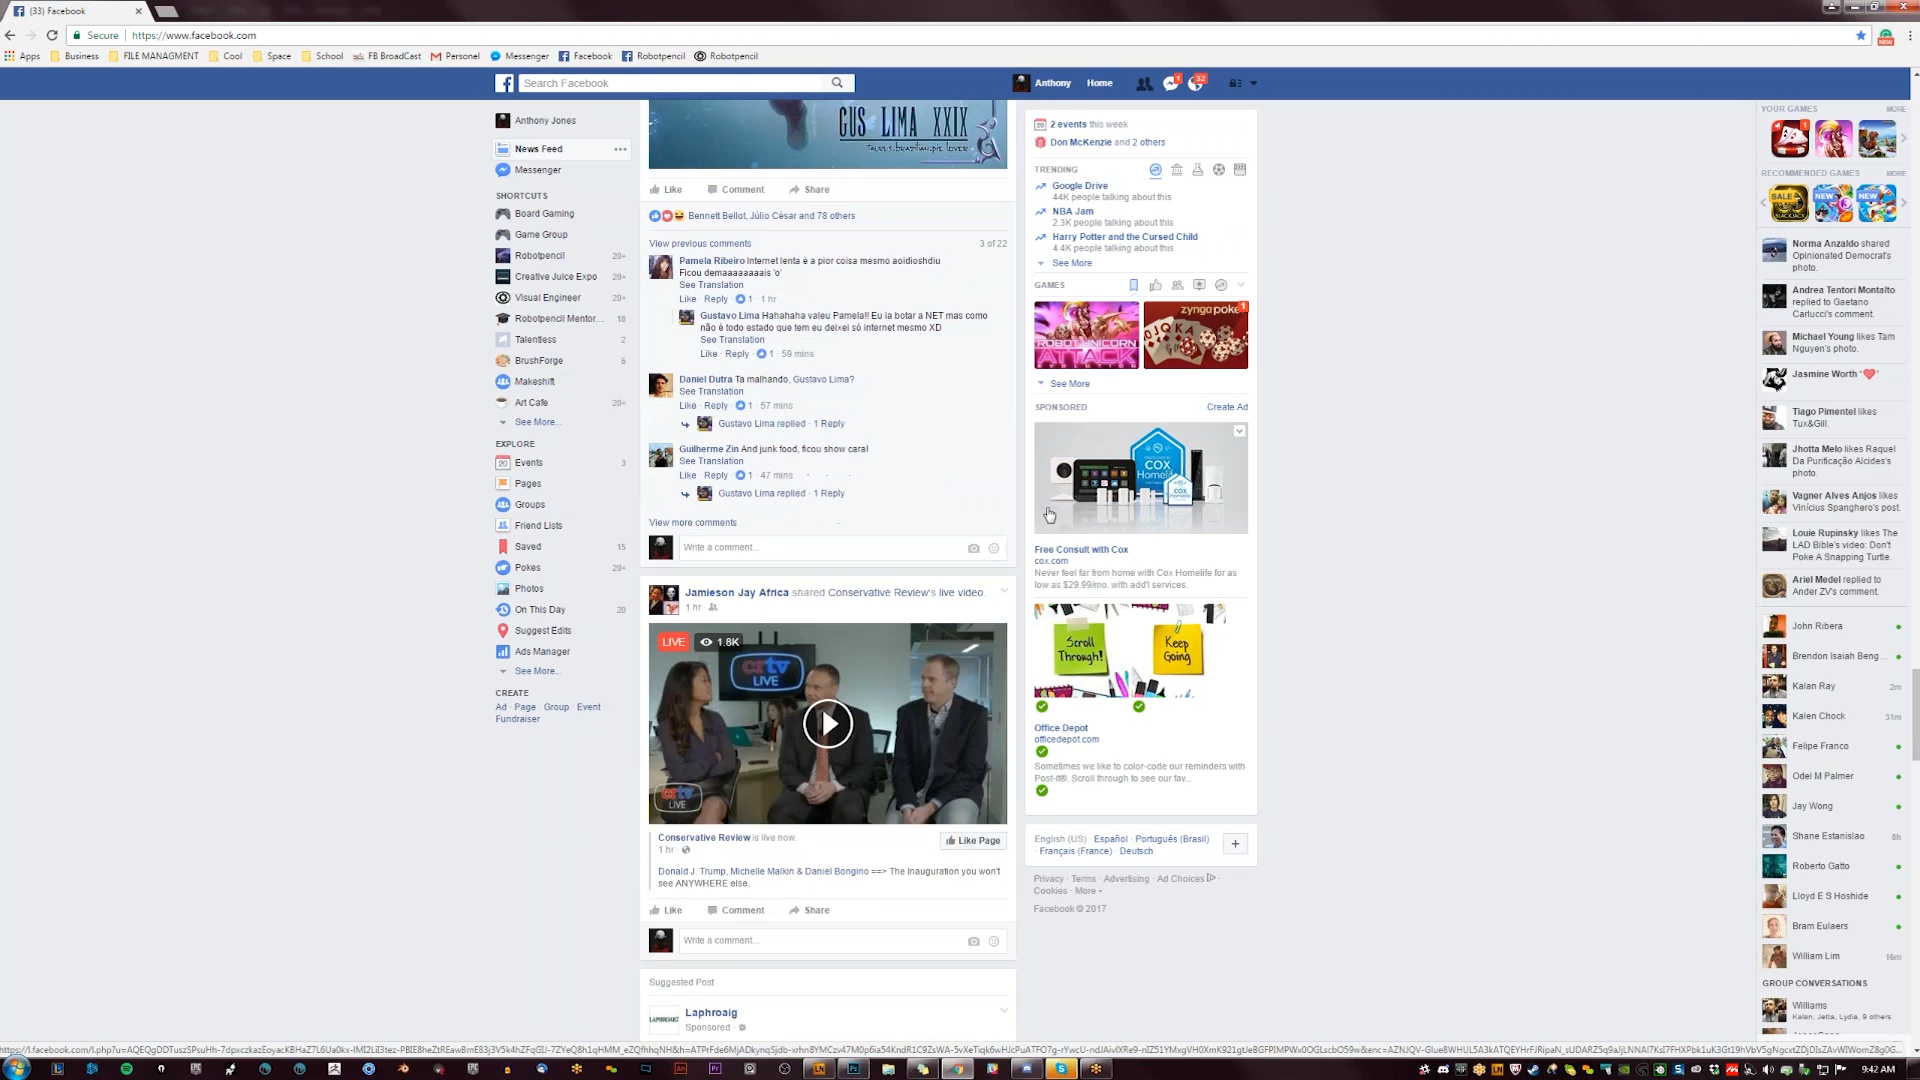 (33) Facebook
Secure
https://www.facebook.com
Apps
Business
FILE MANAGMENT
Cool
Space
School
FB BroadCast
Personel
Messenger
Facebook
Robotpencil
Robotpencil
Search Facebook
Anthony
Home
1
32
Anthony Jones
News Feed
Messenger
SHORTCUTS
Board Gaming
Game Group
Robotpencil 20+
Creative Juice Expo 20+
Visual Engineer 20+
Robotpencil Mentor... 18
Talentless 2
BrushForge 6
Makeshift
Art Cafe 20+
See More...
EXPLORE
Events 3
Pages
Groups
Friend Lists
Saved 15
Pokes 20+
Photos
On This Day 20
Suggest Edits
Ads Manager
See More...
CREATE
Ad · Page · Group · Event ·
Fundraiser
GUS LIMA XXIX
Like Comment Share
Bennett Bellot, Júlio César and 78 others
View previous comments 3 of 22
Pamela Ribeiro Internet lenta é a pior coisa mesmo aoidioshdiu
Ficou demaaaaaaaais 'o'
See Translation
Like · Reply · 1 · 1 hr
Gustavo Lima Hahahaha valeu Pamela!! Eu ia botar a NET mas como
não é todo estado que tem eu deixei só internet mesmo XD
See Translation
Like · Reply · 1 · 59 mins
Daniel Dutra Ta malhando, Gustavo Lima?
See Translation
Like · Reply · 1 · 57 mins
Gustavo Lima replied · 1 Reply
Guilherme Zin And junk food, ficou show cara!
See Translation
Like · Reply · 1 · 47 mins
Gustavo Lima replied · 1 Reply
View more comments
Write a comment...
Jamieson Jay Africa shared Conservative Review's live video.
1 hr ·
LIVE 1.8K
crtv
LIVE
crtv
LIVE
Conservative Review is live now.
1 hr ·
Like Page
Donald J. Trump, Michelle Malkin & Daniel Bongino ==> The Inauguration you won't
see ANYWHERE else.
Like Comment Share
Write a comment...
Suggested Post
LAPHROAIG
Laphroaig
Sponsored ·
2 events this week
Don McKenzie and 2 others
TRENDING
Google Drive
44K people talking about this
NBA Jam
2.3K people talking about this
Harry Potter and the Cursed Child
4.4K people talking about this
See More
GAMES
ROBOT UNICORN
ATTACK
zynga poker
1
See More
SPONSORED Create Ad
COX
Homelife
COX
Free Consult with Cox
cox.com
Never feel far from home with Cox Homelife for as
low as $29.99/mo. with add'l services.
Scroll
Through!
Keep
Going
Office Depot
officedepot.com
Sometimes we like to color-code our reminders with
Post-it®. Scroll through to see our fav...
English (US) · Español · Português (Brasil)
· Français (France) · Deutsch
Privacy · Terms · Advertising · Ad Choices ·
Cookies · More
Facebook © 2017
YOUR GAMES MORE
RECOMMENDED GAMES MORE
SALE
BLACKJACK
NEW
NEW
Norma Anzaldo shared
Opinionated Democrat's
photo.
Andrea Tentori Montalto
replied to Gaetano
Carlucci's comment.
Michael Young likes Tam
Nguyen's photo.
Jasmine Worth "❤"
Tiago Pimentel likes
Tux&Gill.
Jhotta Melo likes Raquel
Da Purificação Alcides's
photo.
Vagner Alves Anjos likes
Vinícius Spanghero's post.
Louie Rupinsky likes The
LAD Bible's video: Don't
Poke A Snapping Turtle.
Ariel Medel replied to
Ander ZV's comment.
John Ribera
Brendon Isaiah Beng...
Kalan Ray 2m
Kalen Chock 31m
Felipe Franco
Odel M Palmer
Jay Wong
Shane Estanislao 8h
Roberto Gatto
Lloyd E S Hoshide
Bram Eulaers
William Lim 16m
GROUP CONVERSATIONS
Williams
Kalan, Jetta, Lydia, 9 others
9:42 AM